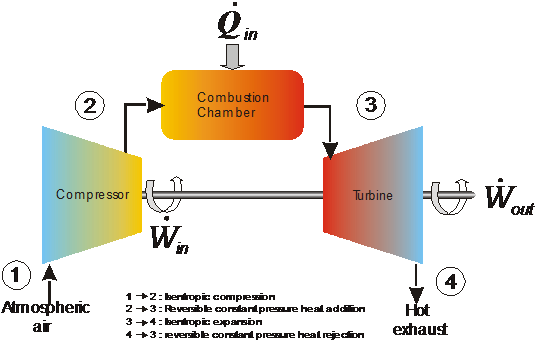 Q̇in
2
Combustion
Chamber
3
Compressor
Turbine
Ẇin
Ẇout
1
Atmospheric
air
4
Hot
exhaust
1→2 : Isentropic compression
2→3 : Reversible constant pressure heat addition
3→4 : Isentropic expansion
4→3 : reversible constant pressure heat rejection